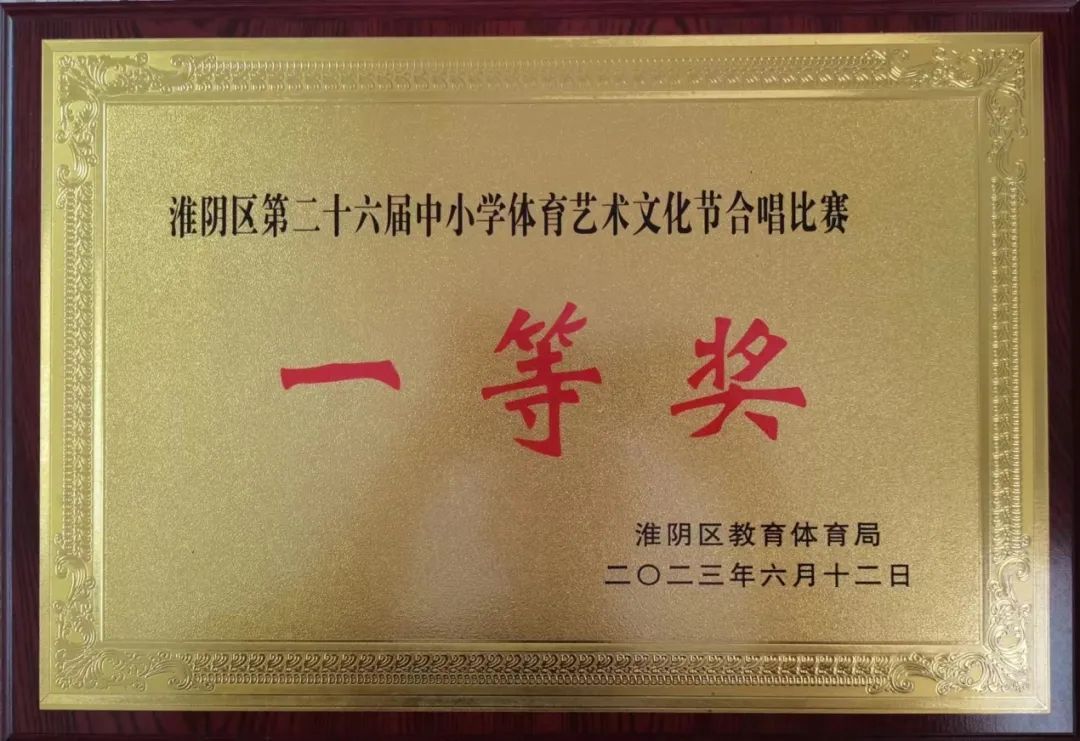 淮阴区第二十六届中小学体育艺术文化节合唱比赛
一等奖
淮阴区教育体育局
二〇二三年六月十二日